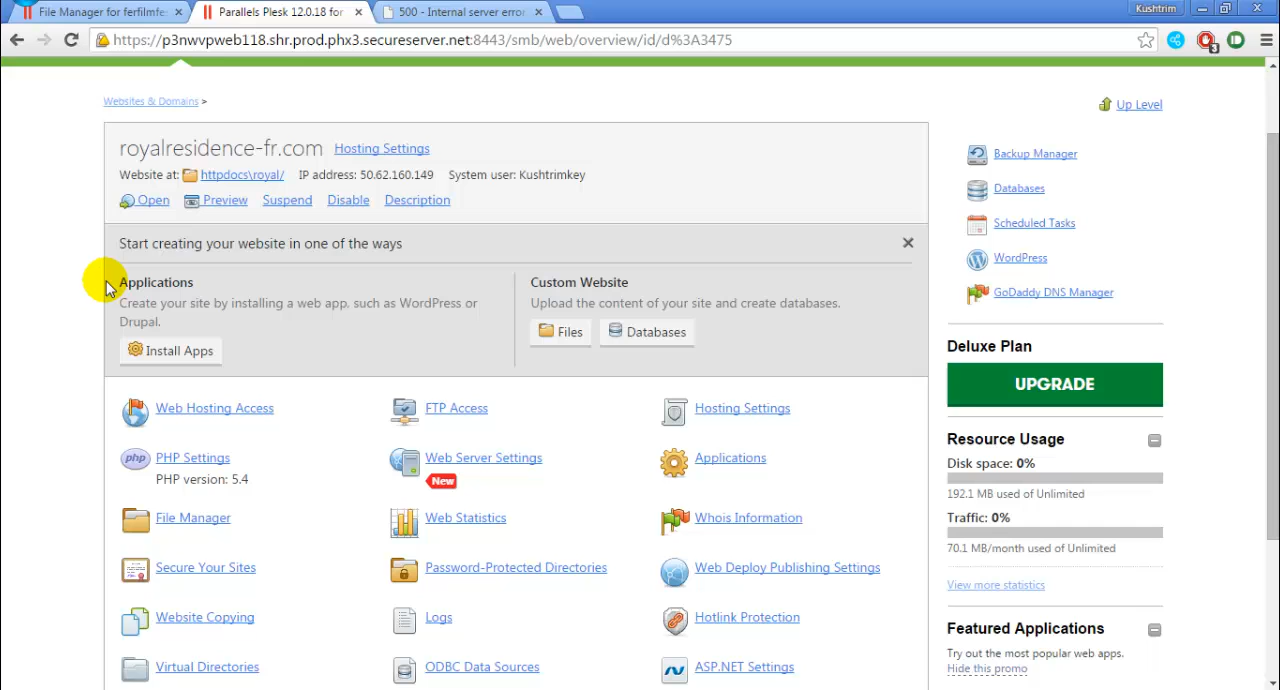 File Manager for ferfilmfe
Parallels Plesk 12.0.18 for
500 - Internal server error
Kushtrim
https://p3nwvpweb118.shr.prod.phx3.secureserver.net:8443/smb/web/overview/id/d%3A3475
3
Websites & Domains >
Up Level
royalresidence-fr.com Hosting Settings
Website at: httpdocs\royal/ IP address: 50.62.160.149 System user: Kushtrimkey
Open Preview Suspend Disable Description
Start creating your website in one of the ways
Applications
Create your site by installing a web app, such as WordPress or
Drupal.
Install Apps
Custom Website
Upload the content of your site and create databases.
Files Databases
Web Hosting Access
FTP Access
Hosting Settings
php PHP Settings
PHP version: 5.4
Web Server Settings
New
Applications
File Manager
Web Statistics
Whois Information
Secure Your Sites
Password-Protected Directories
Web Deploy Publishing Settings
Website Copying
Logs
Hotlink Protection
Virtual Directories
ODBC Data Sources
ASP.NET Settings
Backup Manager
Databases
Scheduled Tasks
WordPress
GoDaddy DNS Manager
Deluxe Plan
UPGRADE
Resource Usage
Disk space: 0%
192.1 MB used of Unlimited
Traffic: 0%
70.1 MB/month used of Unlimited
View more statistics
Featured Applications
Try out the most popular web apps.
Hide this promo